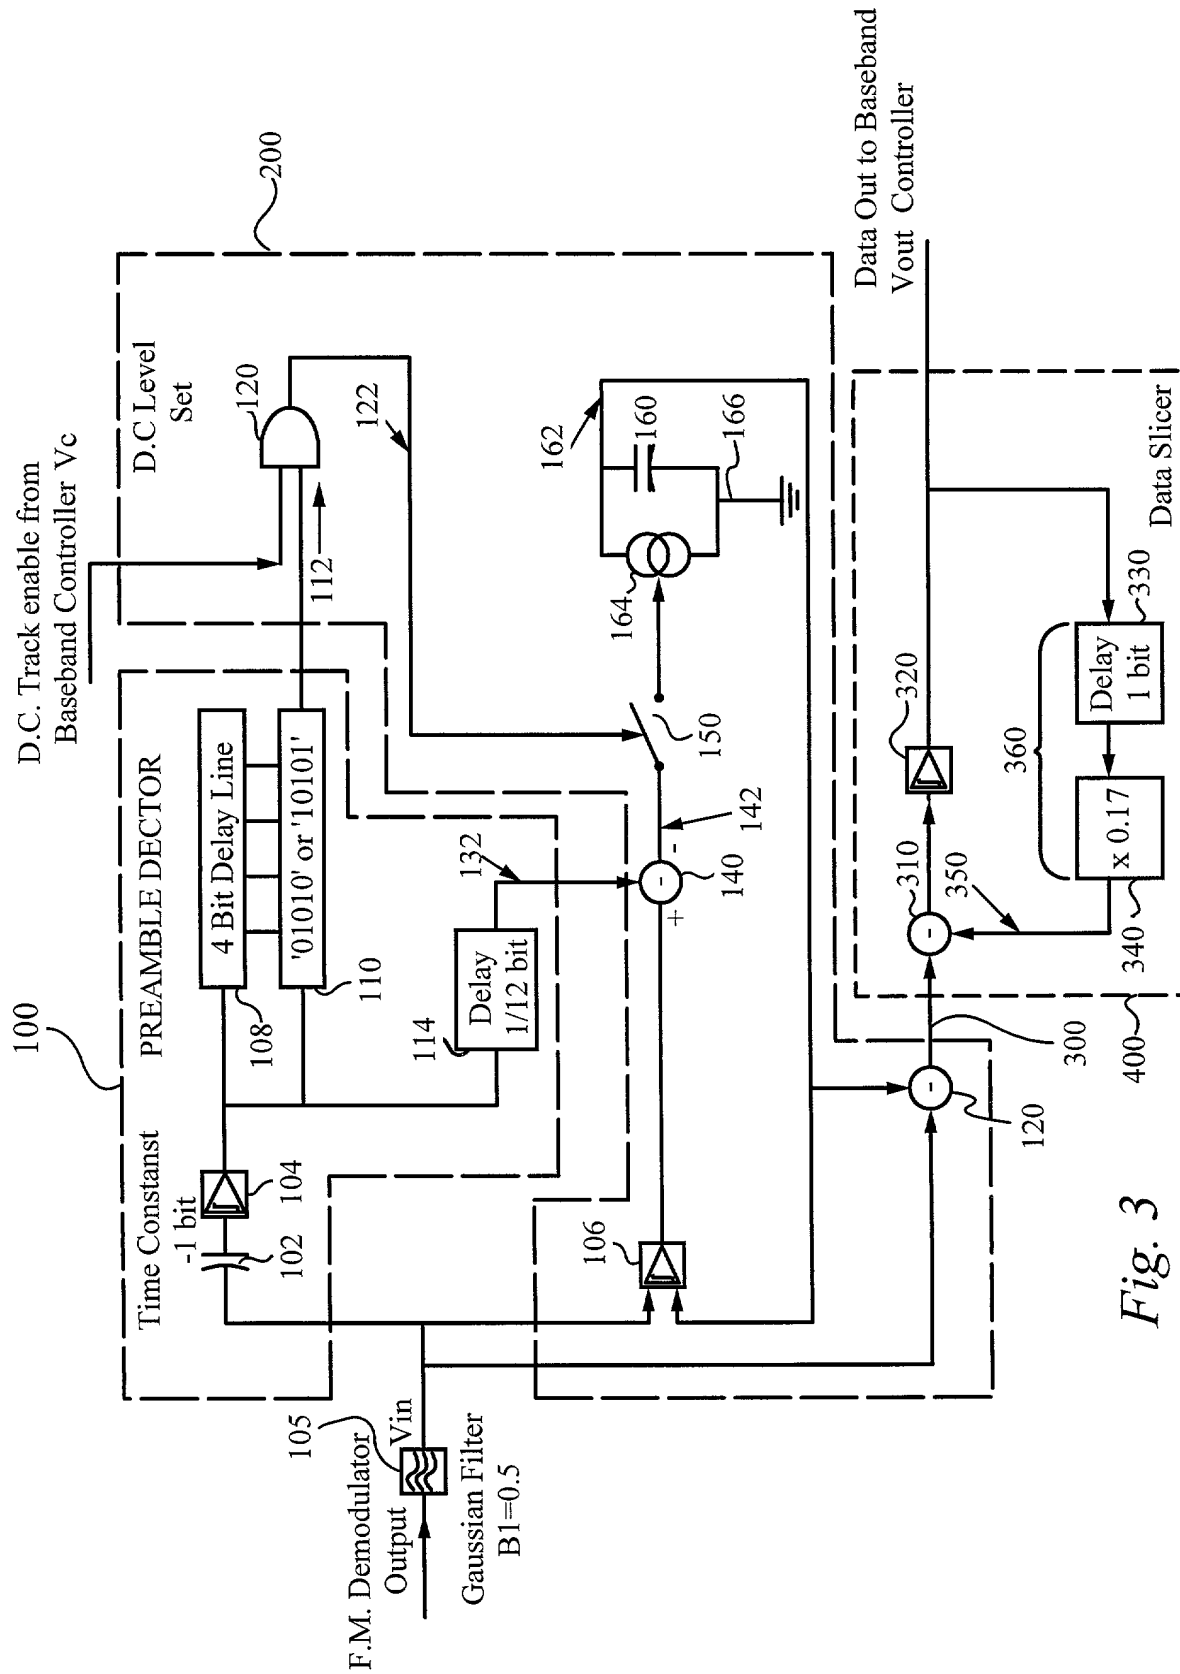 D.C. Track enable from
Baseband Controller Vc
100
PREAMBLE DECTOR
Time Constanst
-1 bit
102
104
4 Bit Delay Line
108
'01010' or '10101'
110
112
D.C Level
Set
120
200
122
114
Delay
1/12 bit
132
F.M. Demodulator
Output
105
Vin
Gaussian Filter
B1=0.5
106
+
-
140
-
142
150
164
162
160
166
-
120
300
400
-
310
320
350
340
x 0.17
360
Delay
1 bit
330
Data Slicer
Data Out to Baseband
Vout Controller
Fig. 3